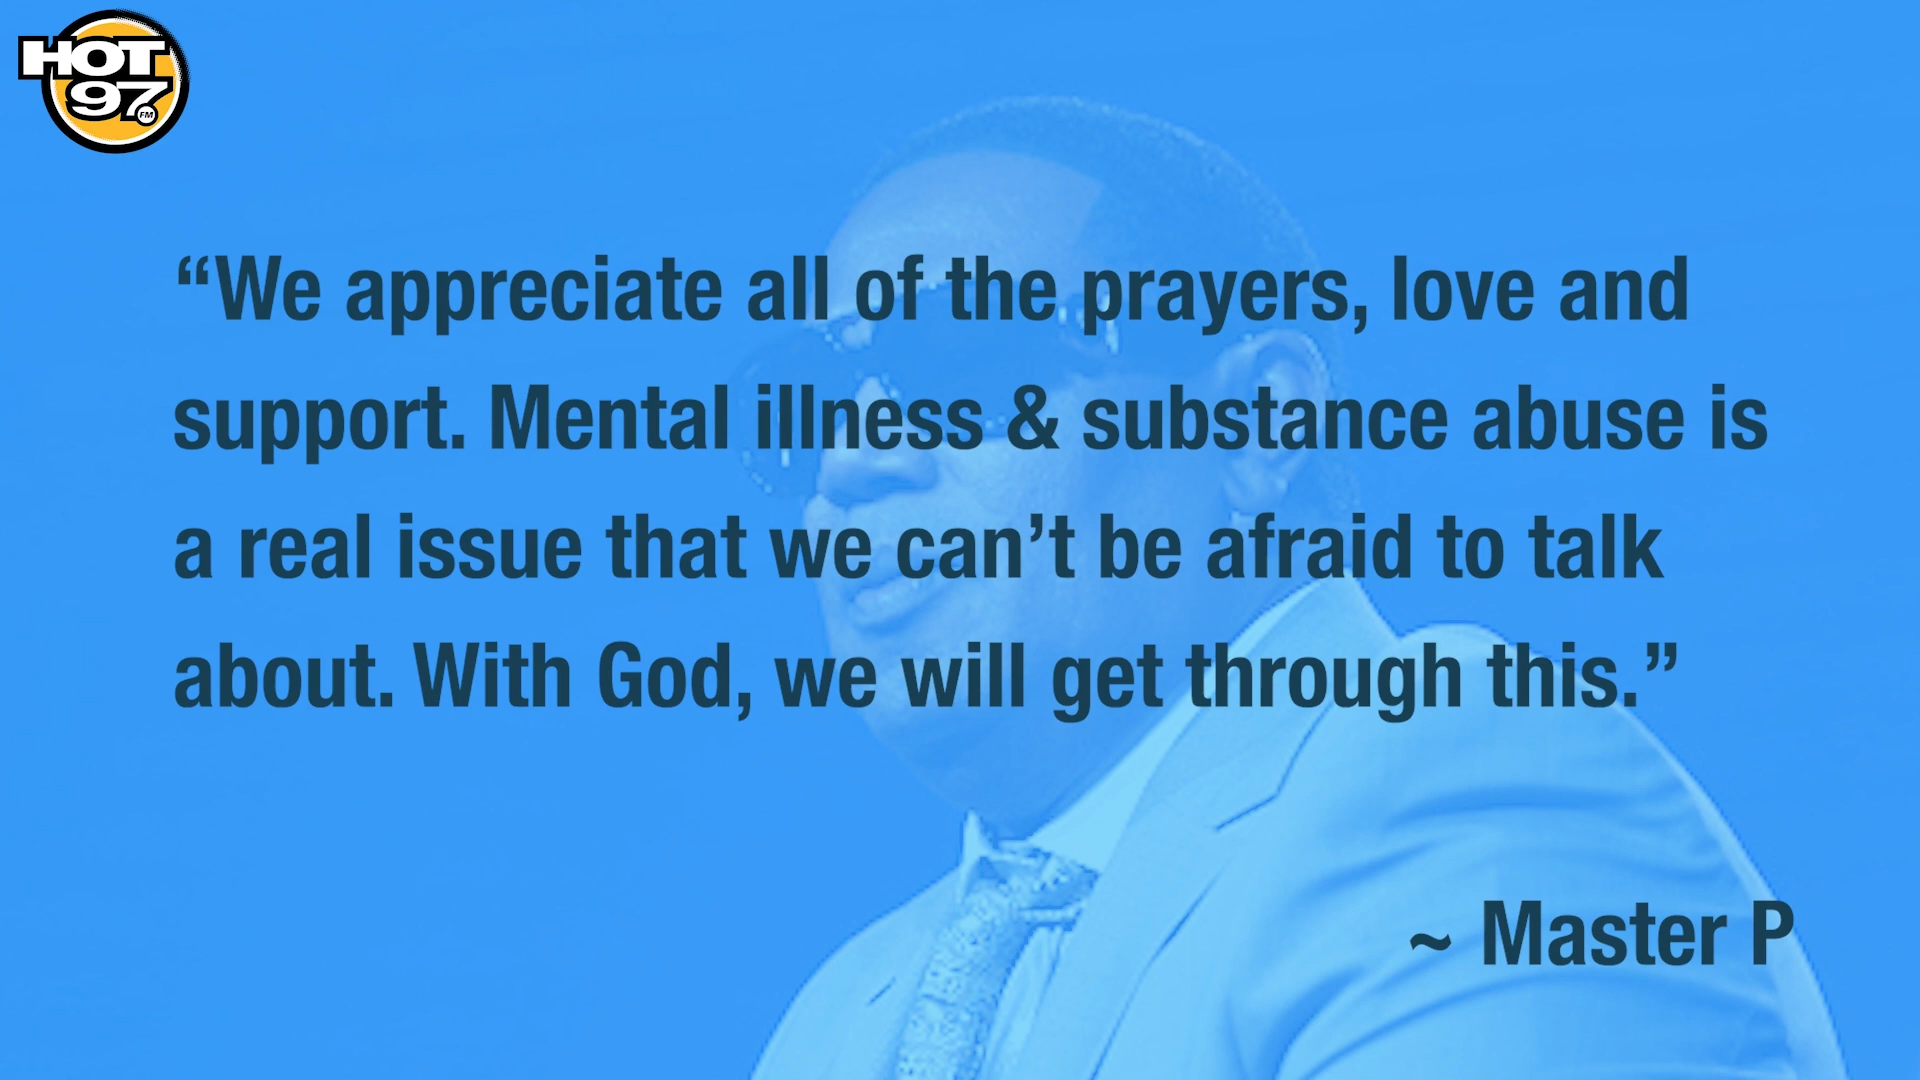 HOT
97
FM
“We appreciate all of the prayers, love and
support. Mental illness & substance abuse is
a real issue that we can’t be afraid to talk
about. With God, we will get through this.”
~ Master P